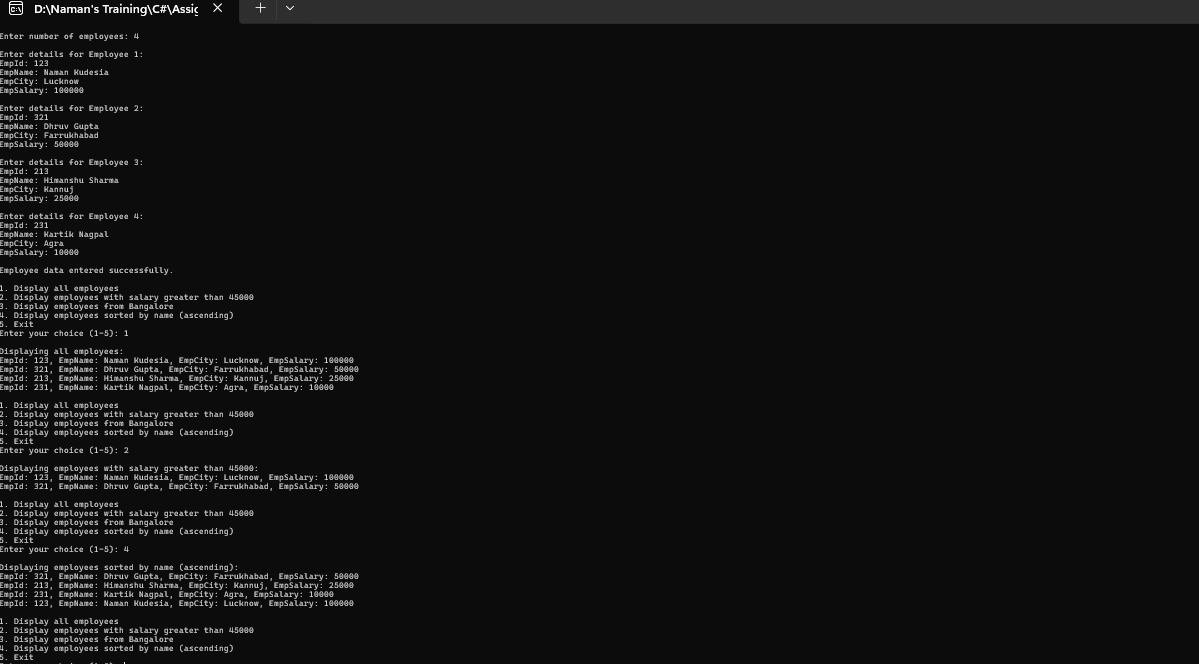 D:\Naman's Training\C#\Assig
Enter number of employees: 4
Enter details for Employee 1:
EmpId: 123
EmpName: Naman Kudesia
EmpCity: Lucknow
EmpSalary: 100000
Enter details for Employee 2:
EmpId: 321
EmpName: Dhruv Gupta
EmpCity: Farrukhabad
EmpSalary: 50000
Enter details for Employee 3:
EmpId: 213
EmpName: Himanshu Sharma
EmpCity: Kannuj
EmpSalary: 25000
Enter details for Employee 4:
EmpId: 231
EmpName: Kartik Nagpal
EmpCity: Agra
EmpSalary: 10000
Employee data entered successfully.
1. Display all employees
2. Display employees with salary greater than 45000
3. Display employees from Bangalore
4. Display employees sorted by name (ascending)
5. Exit
Enter your choice (1-5): 1
Displaying all employees:
EmpId: 123, EmpName: Naman Kudesia, EmpCity: Lucknow, EmpSalary: 100000
EmpId: 321, EmpName: Dhruv Gupta, EmpCity: Farrukhabad, EmpSalary: 50000
EmpId: 213, EmpName: Himanshu Sharma, EmpCity: Kannuj, EmpSalary: 25000
EmpId: 231, EmpName: Kartik Nagpal, EmpCity: Agra, EmpSalary: 10000
1. Display all employees
2. Display employees with salary greater than 45000
3. Display employees from Bangalore
4. Display employees sorted by name (ascending)
5. Exit
Enter your choice (1-5): 2
Displaying employees with salary greater than 45000:
EmpId: 123, EmpName: Naman Kudesia, EmpCity: Lucknow, EmpSalary: 100000
EmpId: 321, EmpName: Dhruv Gupta, EmpCity: Farrukhabad, EmpSalary: 50000
1. Display all employees
2. Display employees with salary greater than 45000
3. Display employees from Bangalore
4. Display employees sorted by name (ascending)
5. Exit
Enter your choice (1-5): 4
Displaying employees sorted by name (ascending):
EmpId: 321, EmpName: Dhruv Gupta, EmpCity: Farrukhabad, EmpSalary: 50000
EmpId: 213, EmpName: Himanshu Sharma, EmpCity: Kannuj, EmpSalary: 25000
EmpId: 231, EmpName: Kartik Nagpal, EmpCity: Agra, EmpSalary: 10000
EmpId: 123, EmpName: Naman Kudesia, EmpCity: Lucknow, EmpSalary: 100000
1. Display all employees
2. Display employees with salary greater than 45000
3. Display employees from Bangalore
4. Display employees sorted by name (ascending)
5. Exit